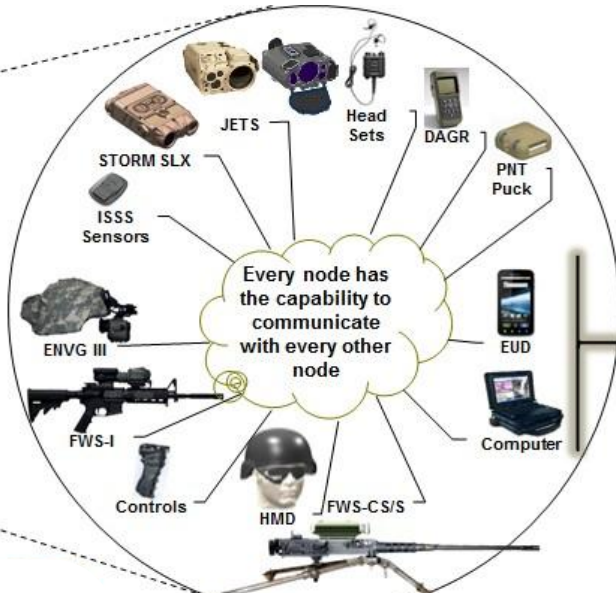 JETS
Head
Sets
DAGR
PNT
Puck
STORM SLX
ISSS
Sensors
Every node has
the capability to
communicate
with every other
node
ENVG III
EUD
FWS-I
Computer
Controls
HMD
FWS-CS/S